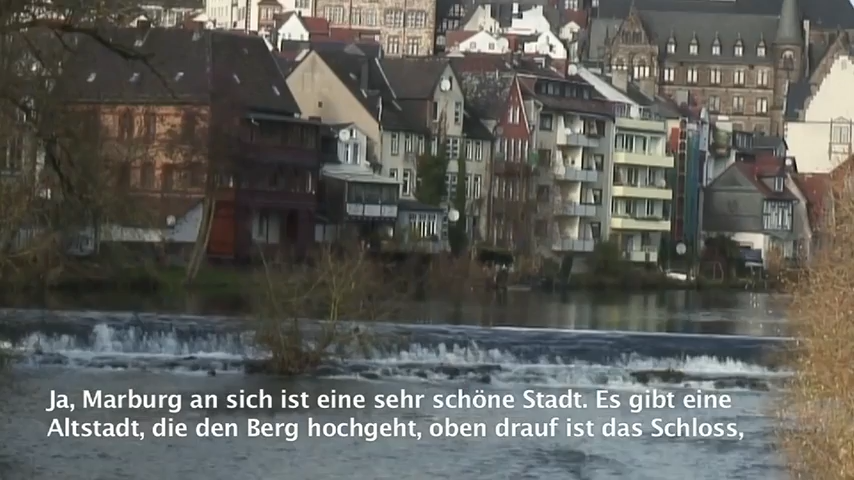 Ja, Marburg an sich ist eine sehr schöne Stadt. Es gibt eine
Altstadt, die den Berg hochgeht, oben drauf ist das Schloss,